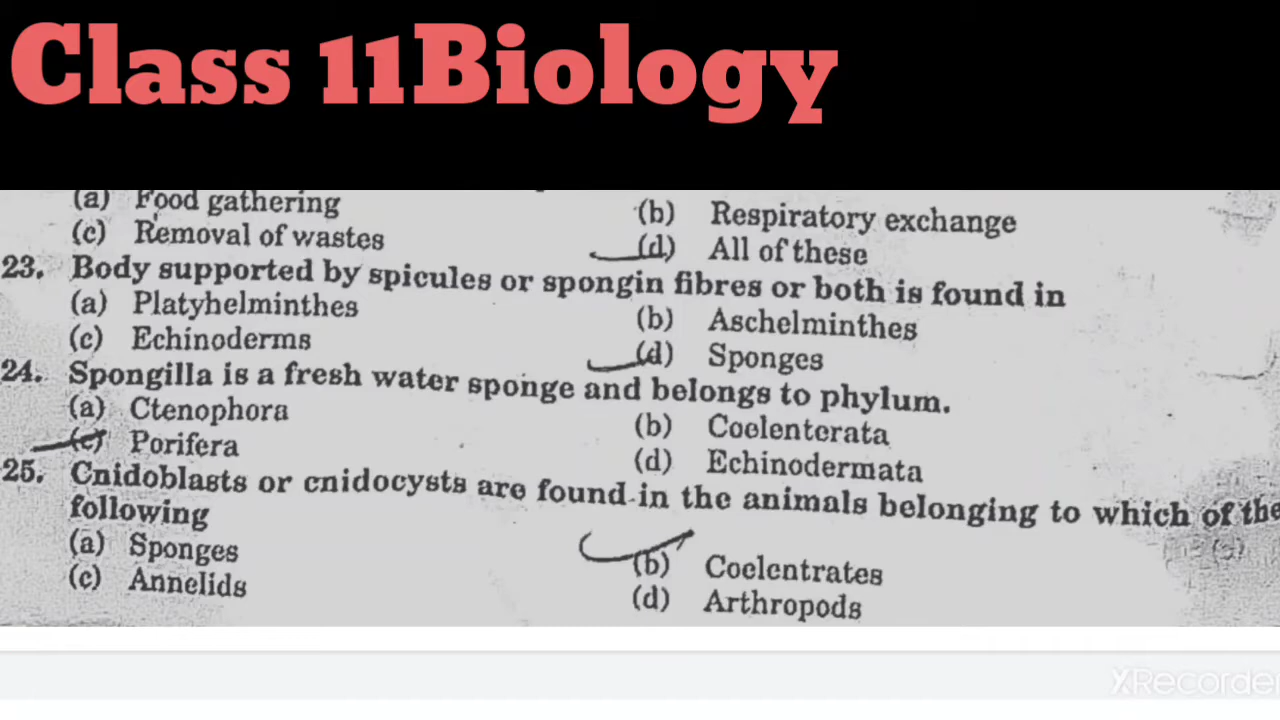 Class 11Biology
(a) Food gathering
(b) Respiratory exchange
(c) Removal of wastes
(d) All of these
23. Body supported by spicules or spongin fibres or both is found in
(a) Platyhelminthes
(b) Aschelminthes
(c) Echinoderms
(d) Sponges
24. Spongilla is a fresh water sponge and belongs to phylum.
(a) Ctenophora
(b) Coelenterata
(c) Porifera
(d) Echinodermata
25. Cnidoblasts or cnidocysts are found in the animals belonging to which of the
following
(a) Sponges
(b) Coelentrates
(c) Annelids
(d) Arthropods
XRecorder